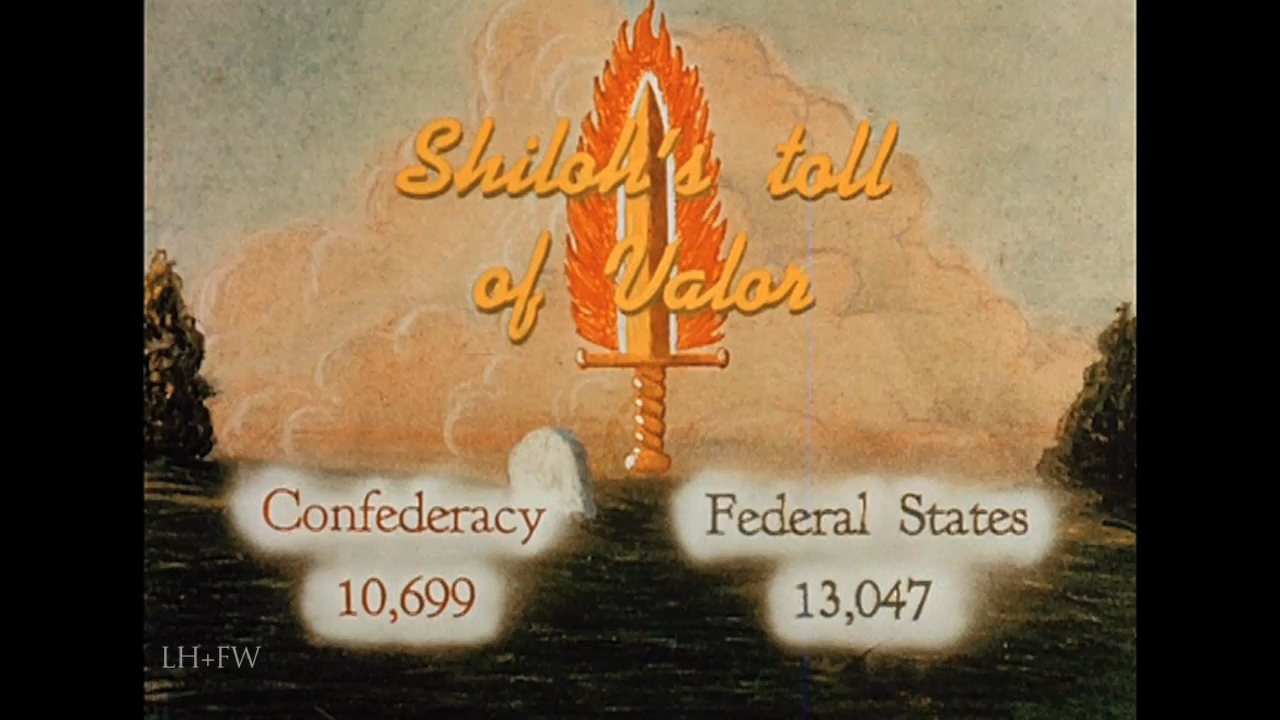 Shiloh's toll
of Valor
Confederacy
Federal States
10,699
13,047
LH+FW